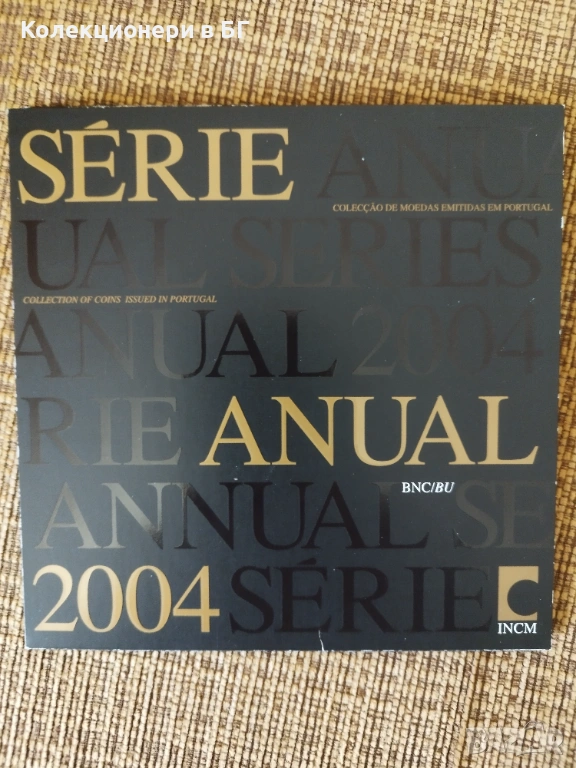 Колекционери в БГ
SÉRIE ANUA
COLECÇÃO DE MOEDAS EMITIDAS EM PORTUGAL
UAL SERIES
COLLECTION OF COINS ISSUED IN PORTUGAL
ANUAL 2004
RIE ANUAL
BNC/BU
ANNUAL SE
2004 SÉRIE
INCM